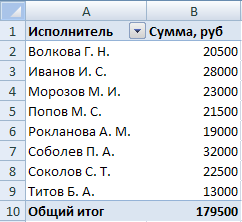 A B
1 Исполнитель Сумма, руб
2 Волкова Г. Н. 20500
3 Иванов И. С. 28000
4 Морозов М. И. 23000
5 Попов М. С. 21500
6 Рокланова А. М. 19000
7 Соболев П. А. 32000
8 Соколов С. Т. 22500
9 Титов Б. А. 13000
10 Общий итог 179500